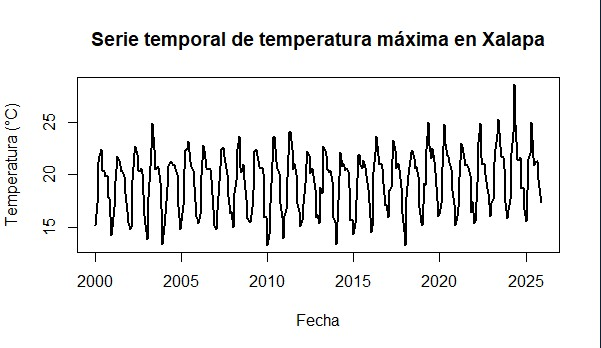 Serie temporal de temperatura máxima en Xalapa
Temperatura (°C)
25
20
15
2000 2005 2010 2015 2020 2025
Fecha